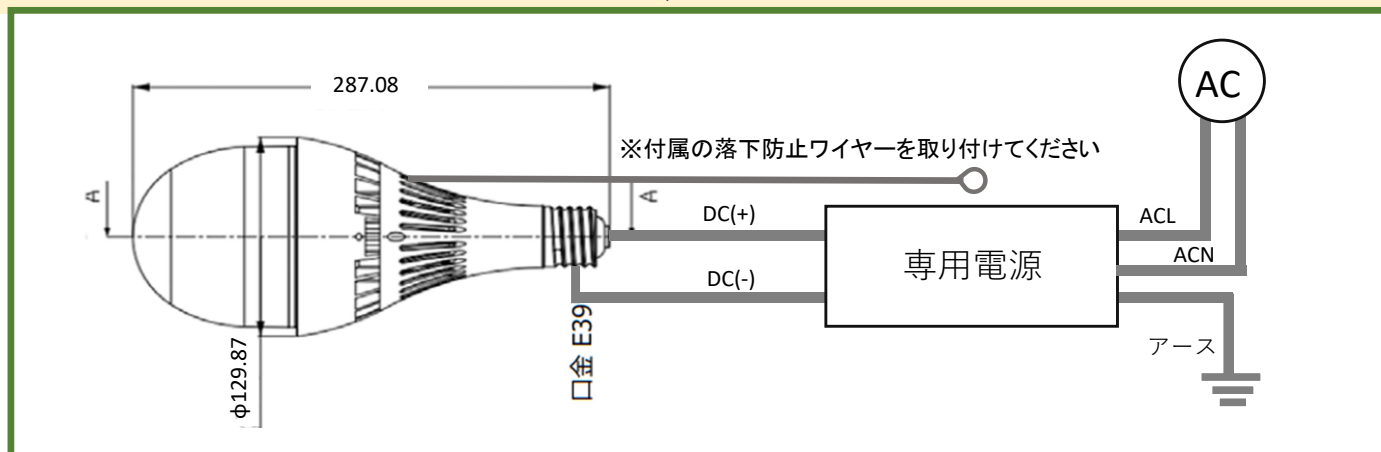 287.08
AC
※付属の落下防止ワイヤーを取り付けてください
A
A
DC(+)
ACL
専用電源
ACN
DC(-)
口金 E39
アース
φ129.87